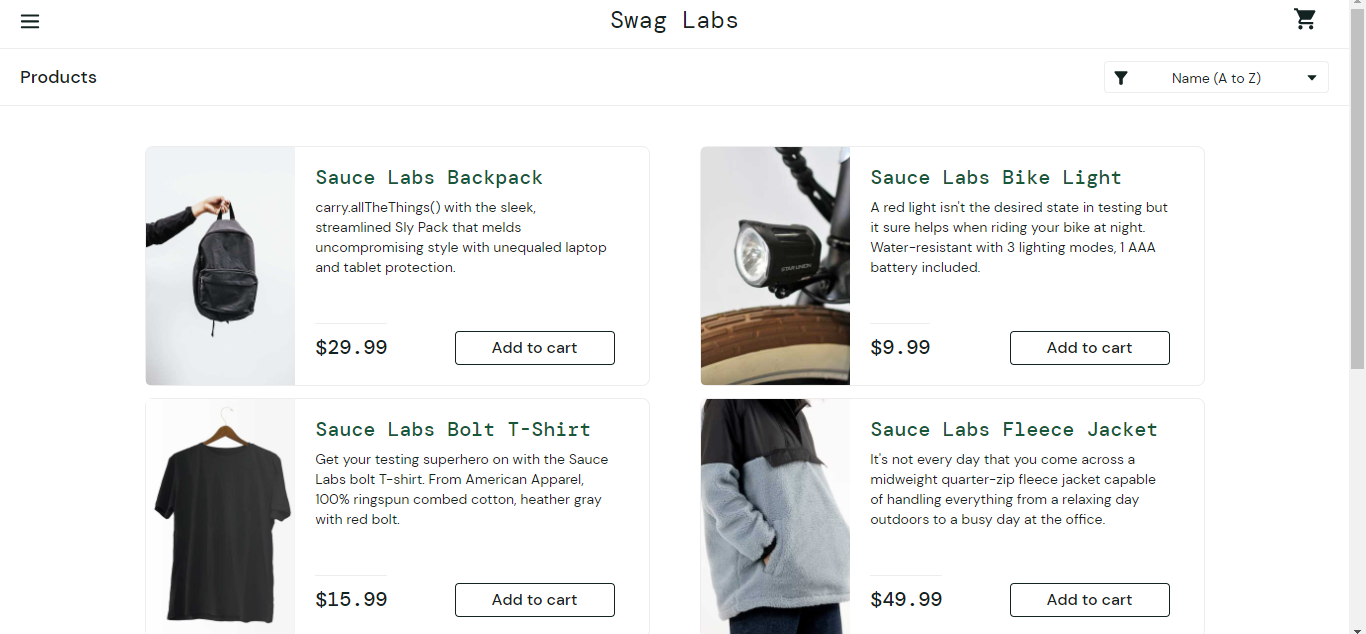 Swag Labs
Products
Name (A to Z)
Sauce Labs Backpack
carry.allTheThings() with the sleek,
streamlined Sly Pack that melds
uncompromising style with unequaled laptop
and tablet protection.
$29.99
Add to cart
Sauce Labs Bike Light
A red light isn't the desired state in testing but
it sure helps when riding your bike at night.
Water-resistant with 3 lighting modes, 1 AAA
battery included.
$9.99
Add to cart
STAR UNION
Sauce Labs Bolt T-Shirt
Get your testing superhero on with the Sauce
Labs bolt T-shirt. From American Apparel,
100% ringspun combed cotton, heather gray
with red bolt.
$15.99
Add to cart
Sauce Labs Fleece Jacket
It's not every day that you come across a
midweight quarter-zip fleece jacket capable
of handling everything from a relaxing day
outdoors to a busy day at the office.
$49.99
Add to cart